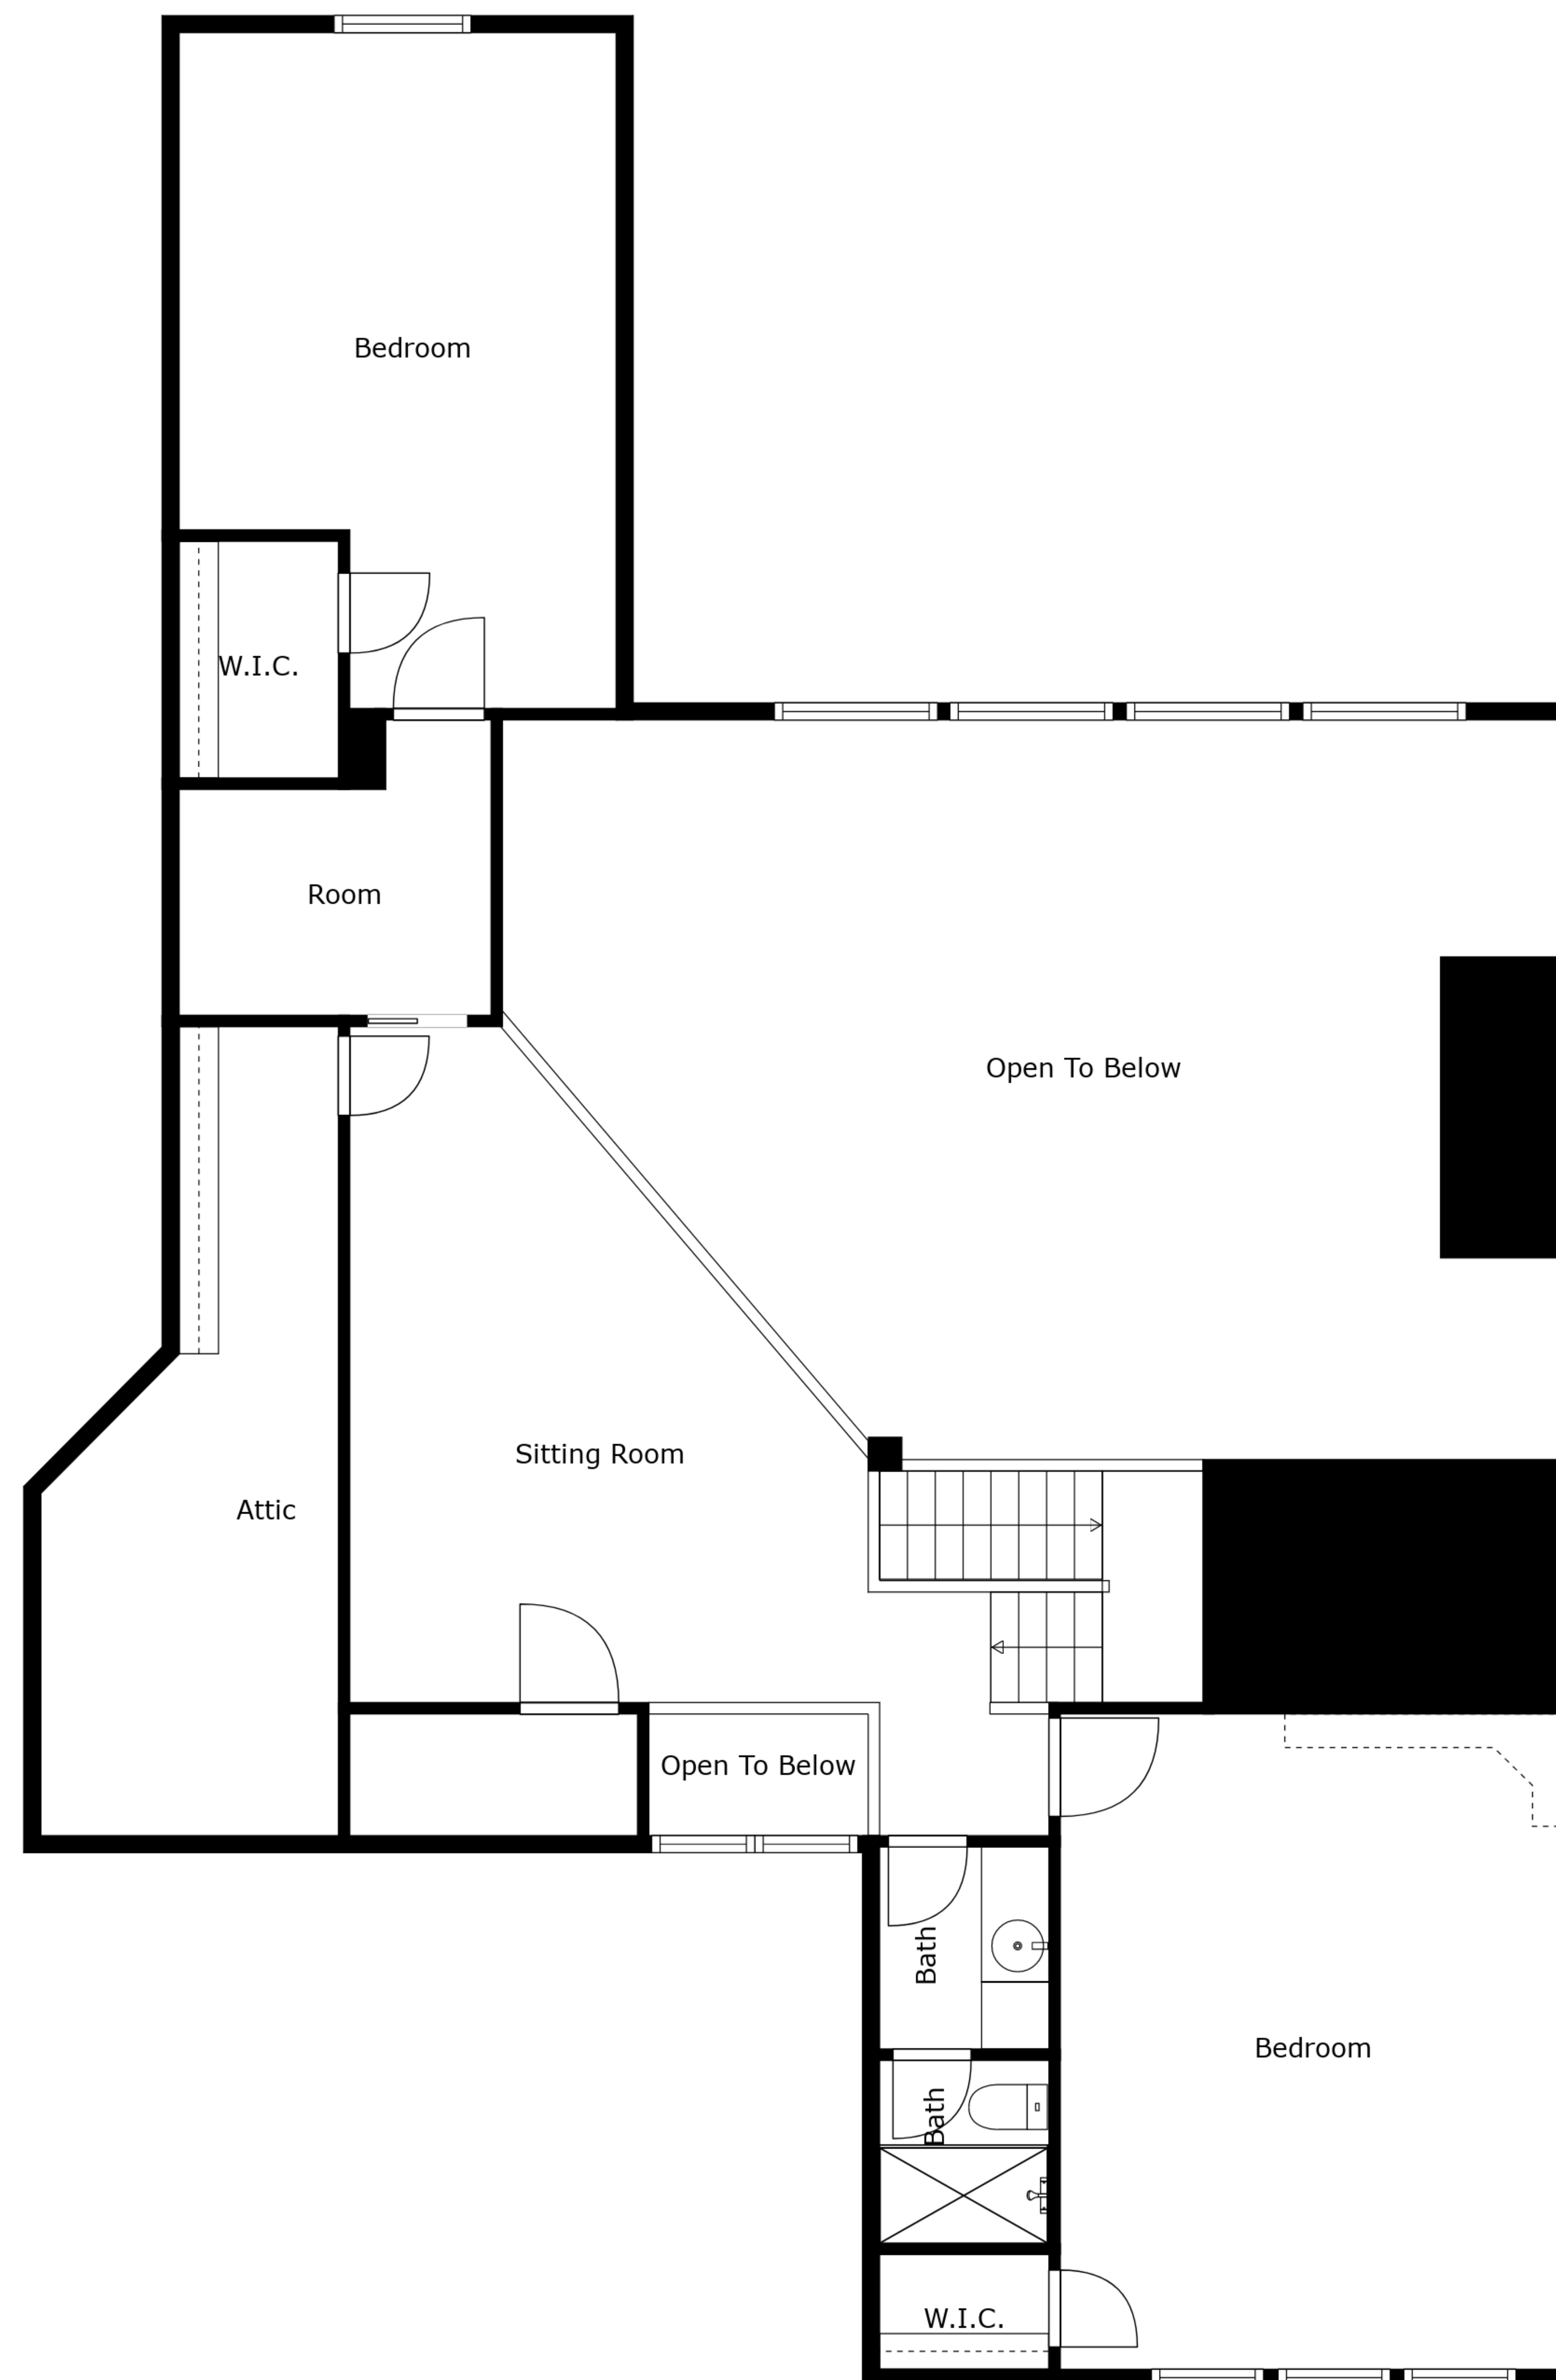 Bedroom
W.I.C.
Room
Open To Below
Sitting Room
Attic
Open To Below
Bath
Bedroom
Bath
W.I.C.